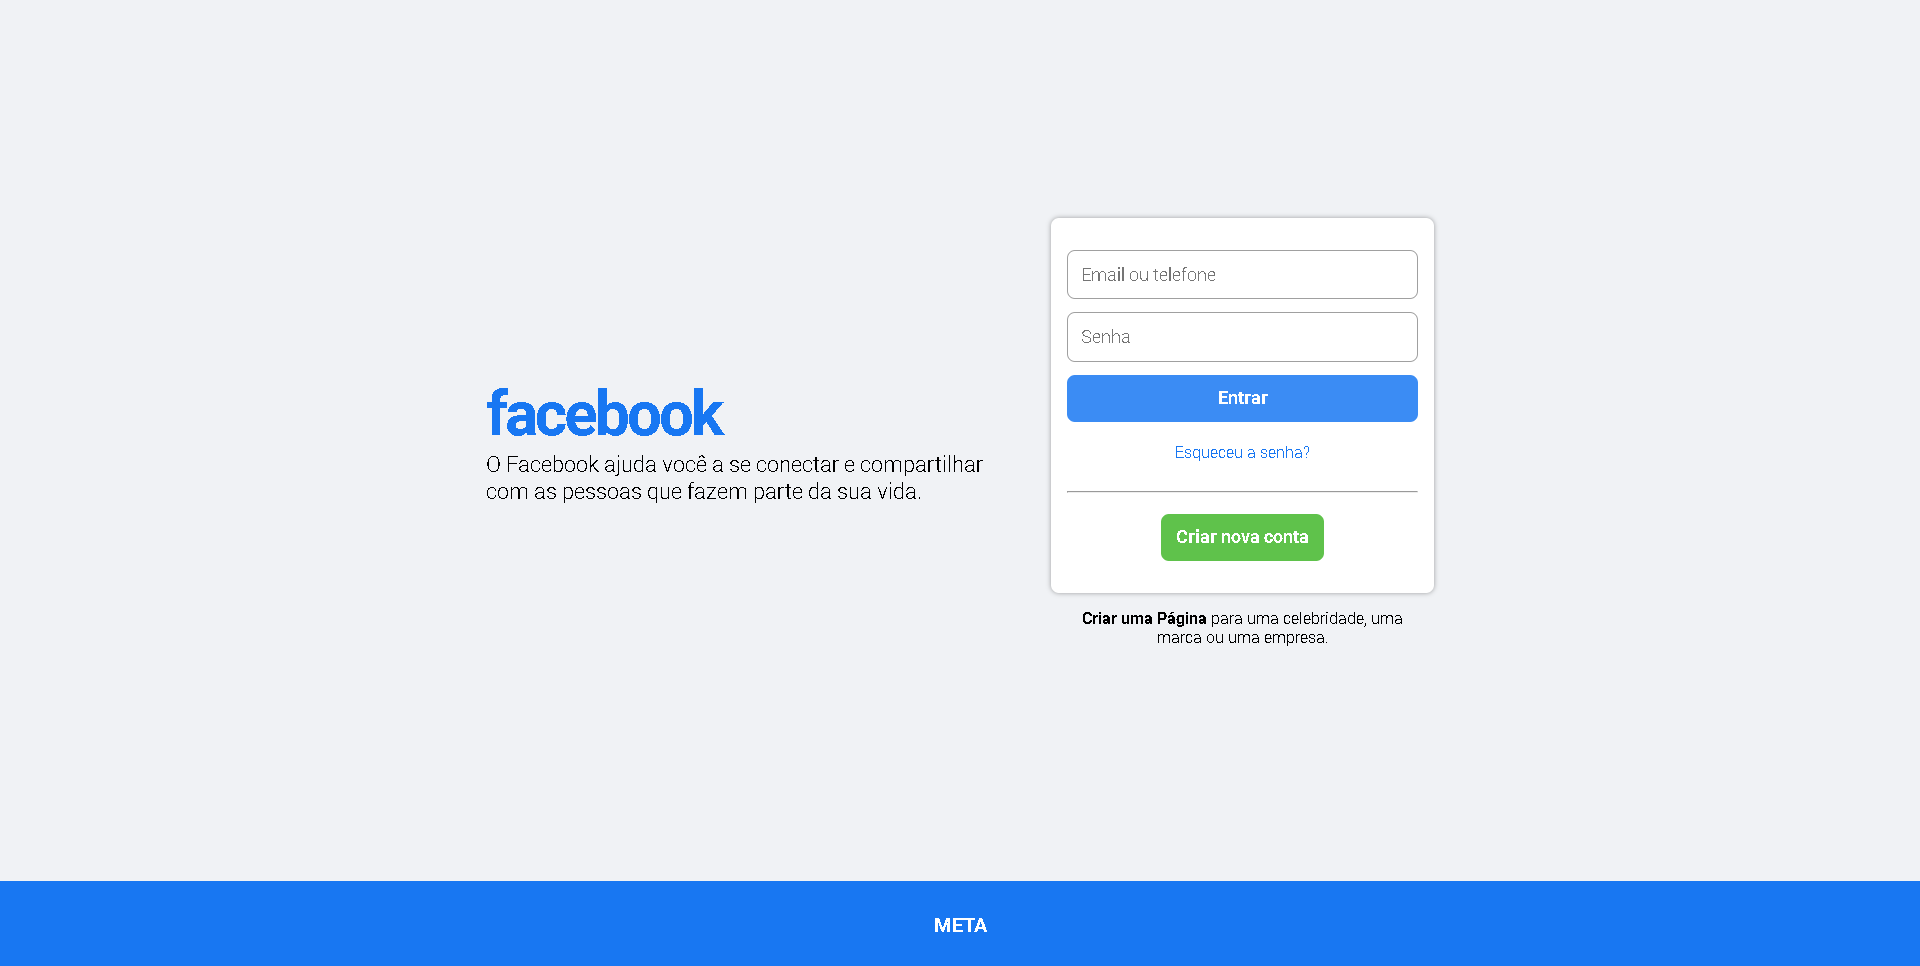 facebook
O Facebook ajuda você a se conectar e compartilhar
com as pessoas que fazem parte da sua vida.
Email ou telefone
Senha
Entrar
Esqueceu a senha?
Criar nova conta
Criar uma Página para uma celebridade, uma
marca ou uma empresa.
META